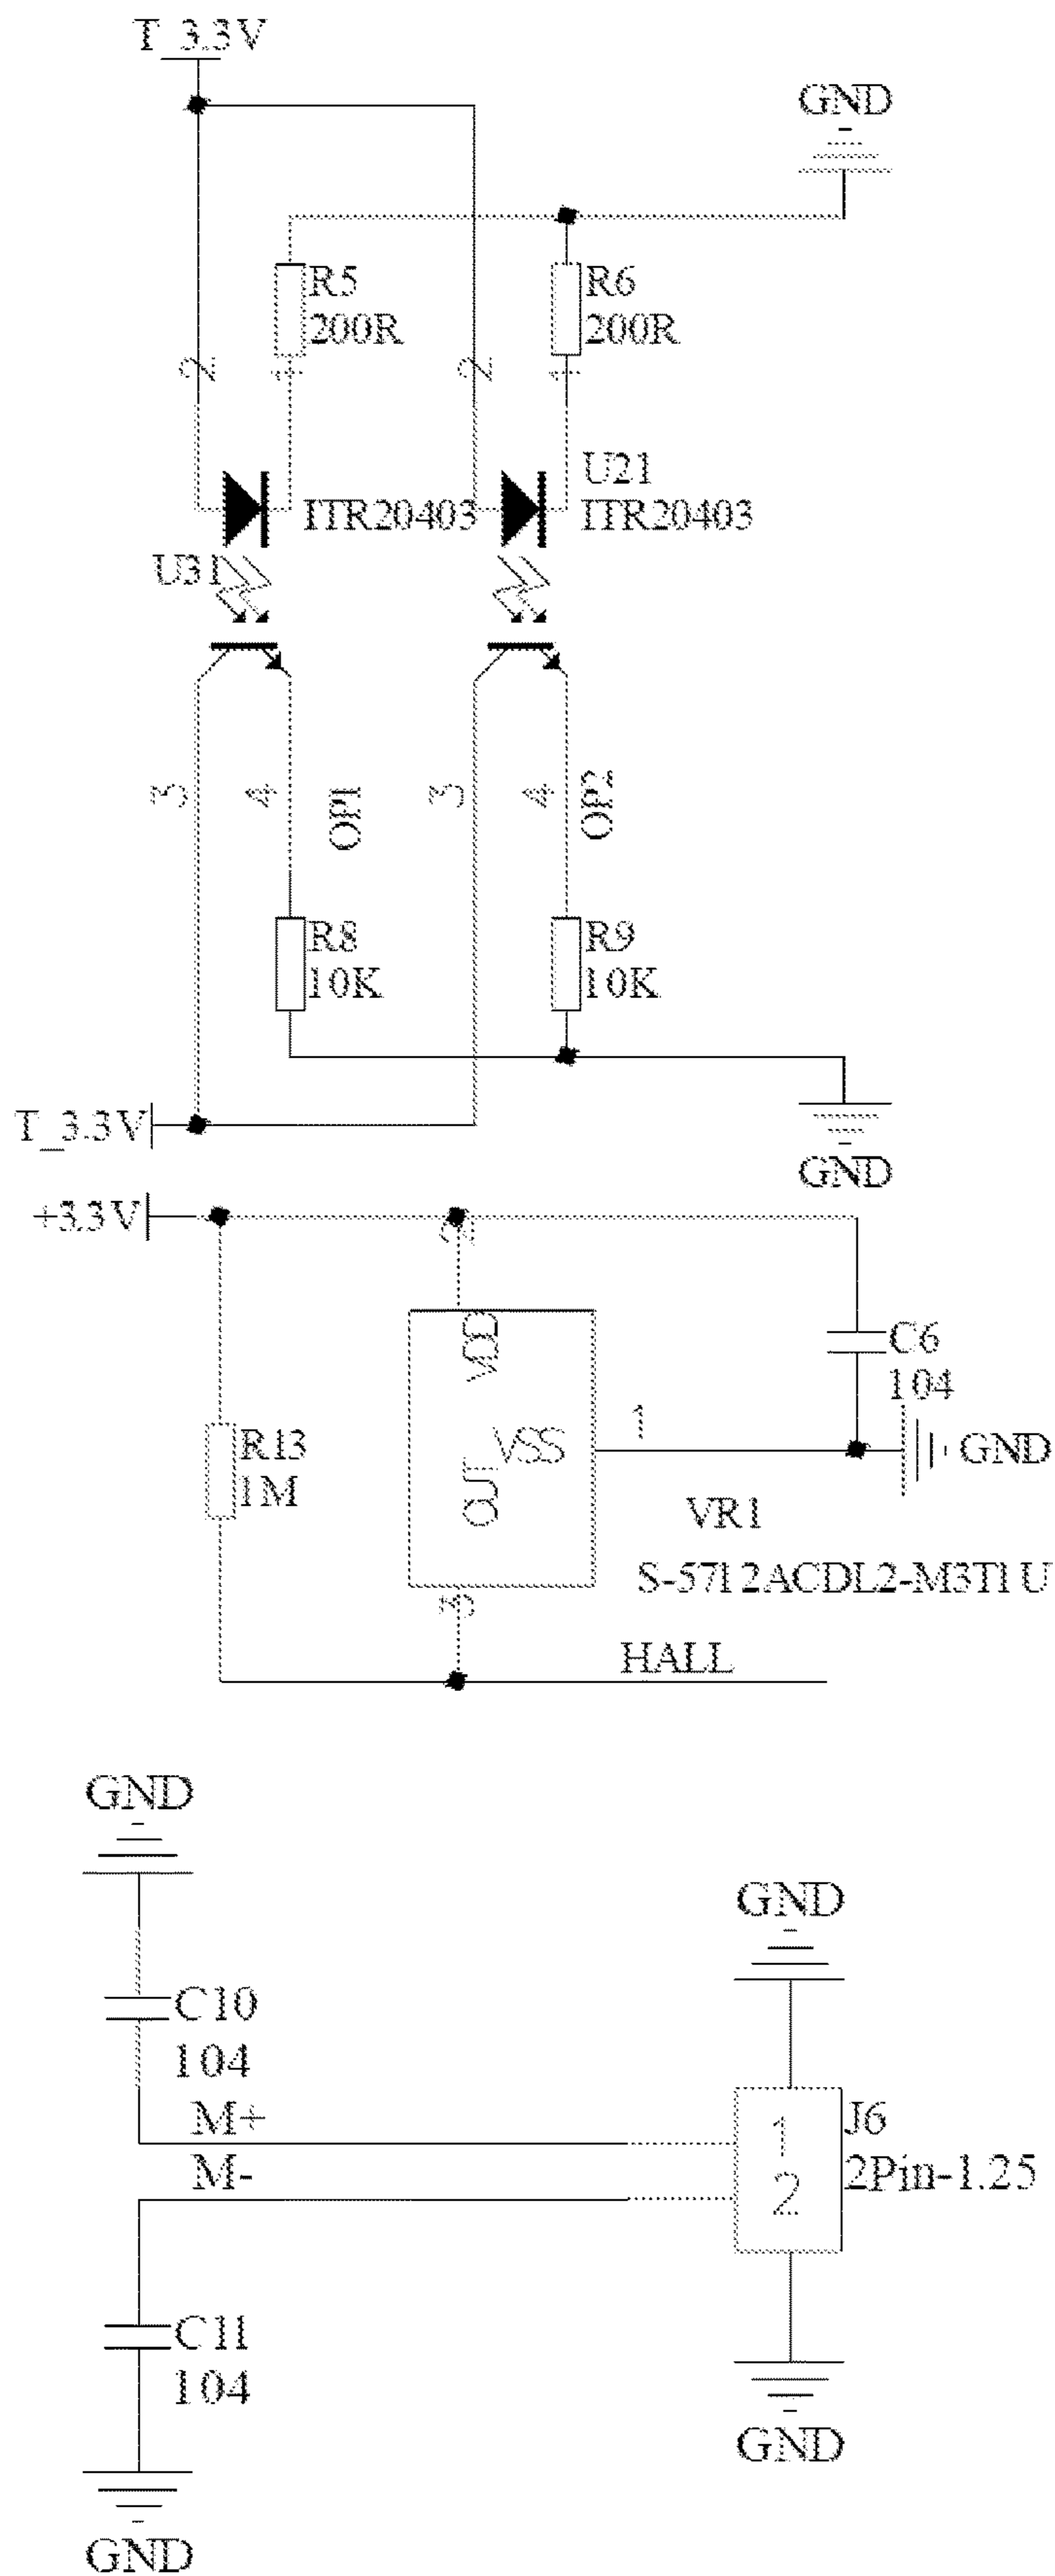 T_3.3V
GND
R5
200R
R6
200R
2
1
2
1
U21
ITR20403
ITR20403
U31
3
4
OP1
3
4
OP2
R8
10K
R9
10K
T_3.3V
GND
+3.3V
2
VDD
C6
104
1
R13
1M
VSS
OUT
GND
VR1
S-5712ACDL2-M3T1U
3
HALL
GND
GND
C10
104
M+
M-
1
2
J6
2Pin-1.25
C11
104
GND
GND